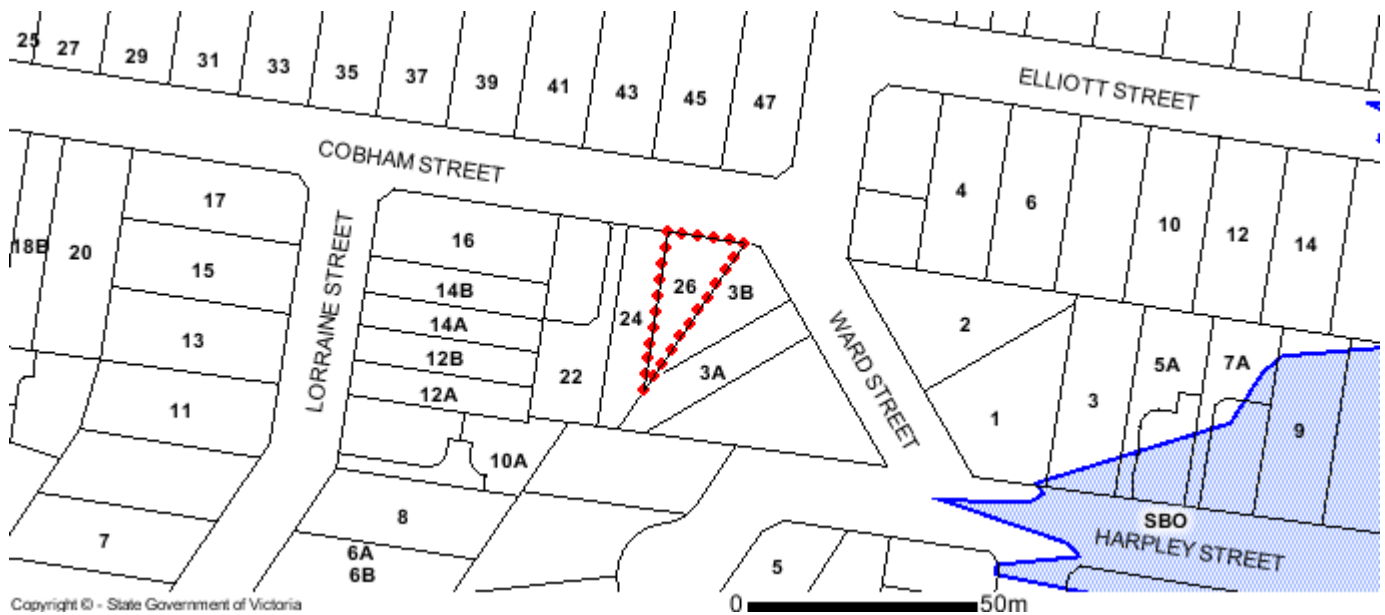 25
27
29
31
33
35
37
39
41
43
45
47
ELLIOTT STREET
COBHAM STREET
4
6
10
12
14
18B
20
17
15
13
11
7
LORRAINE STREET
16
14B
14A
12B
12A
10A
8
6A
6B
22
24
26
3B
3A
WARD STREET
2
1
3
5A
7A
9
5
SBO
HARPLEY STREET
Copyright © - State Government of Victoria
0 50m